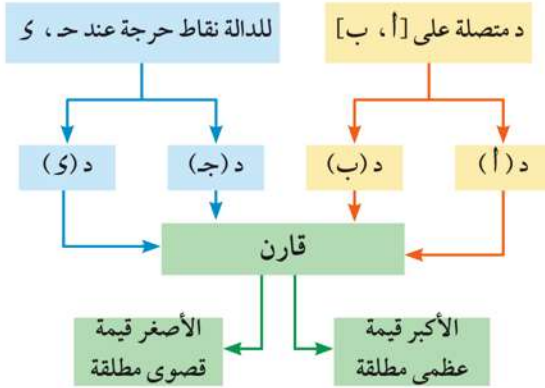 د متصلة على [أ ، ب]
للدالة نقاط حرجة عند حـ ، ى
د (أ)
د (ب)
د (جـ)
د (ى)
قارن
الأكبر قيمة
عظمى مطلقة
الأصغر قيمة
قصوى مطلقة